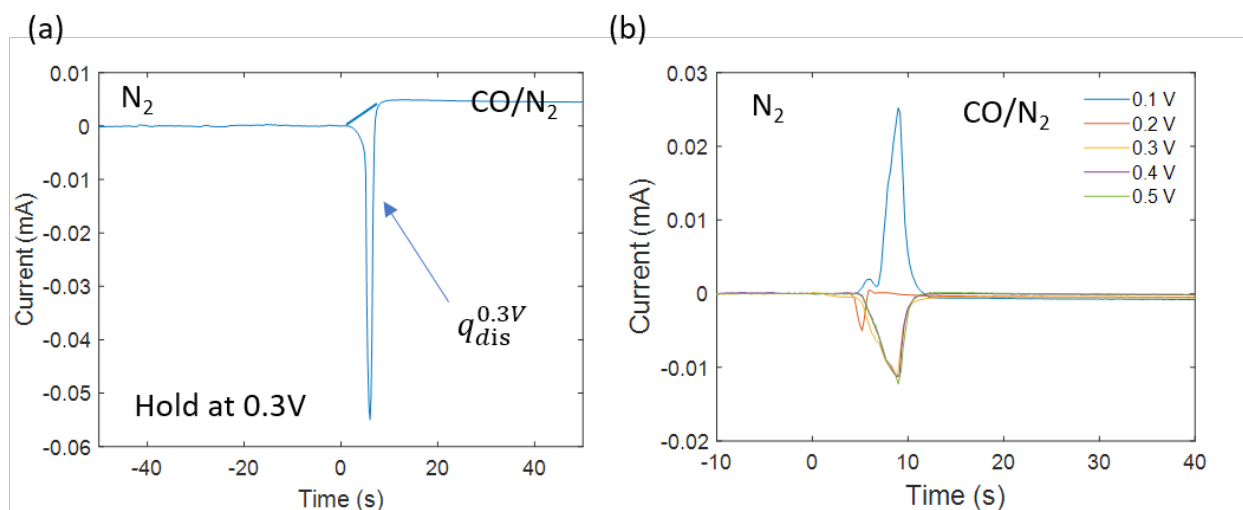 (a)
N₂
CO/N₂
q_dis^0.3V
Hold at 0.3V
Current (mA)
0.01
0
-0.01
-0.02
-0.03
-0.04
-0.05
-0.06
-40
-20
0
20
40
Time (s)
(b)
N₂
CO/N₂
0.1 V
0.2 V
0.3 V
0.4 V
0.5 V
Current (mA)
0.03
0.02
0.01
0
-0.01
-0.02
-10
0
10
20
30
40
Time (s)